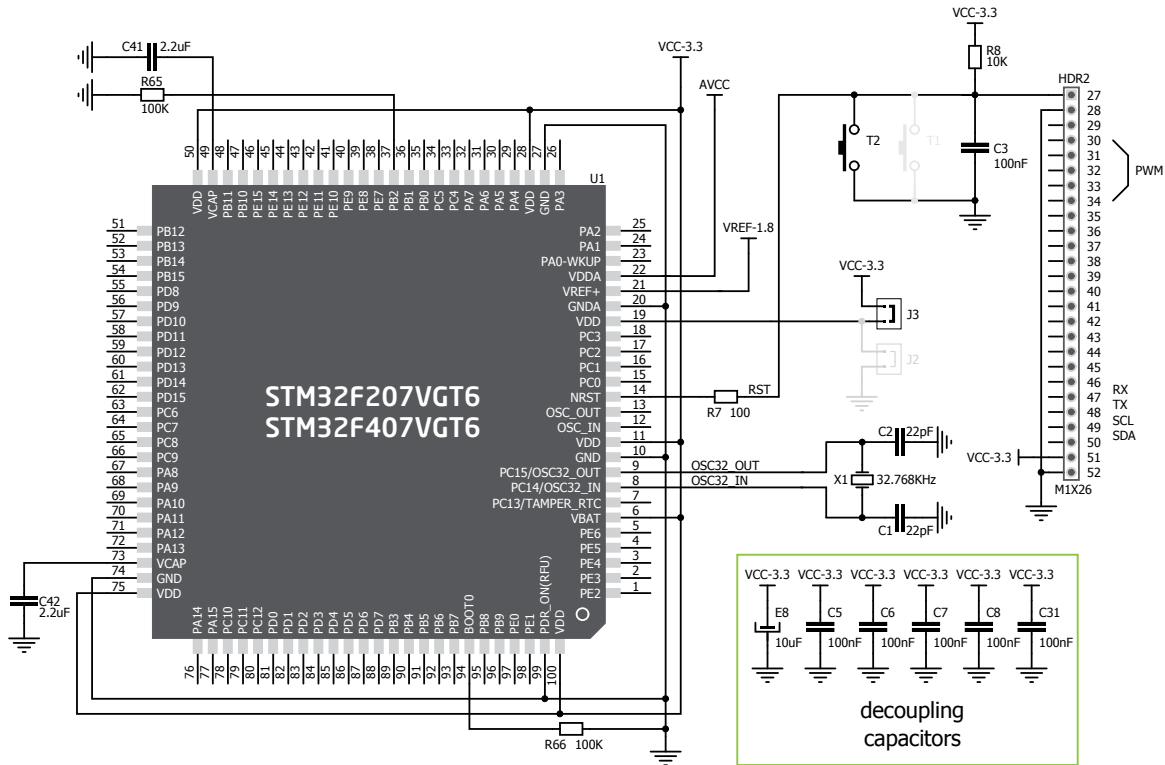 VCC-3.3
C41 2.2uF
R65
100K
VCC-3.3
AVCC
VCC-3.3
R8
10K
HDR2
T2
T1
C3
100nF
27
28
29
30
31
32
33
34
35
36
37
38
39
40
41
42
43
44
45
46
47
48
49
50
51
52
PWM
RX
TX
SCL
SDA
VCC-3.3
M1X26
50
49
48
47
46
45
44
43
42
41
40
39
38
37
36
35
34
33
32
31
30
29
28
27
26
U1
VDD
VCAP
PB11
PB10
PE15
PE14
PE13
PE12
PE11
PE10
PE9
PE8
PE7
PB2
PB1
PB0
PC5
PC4
PA7
PA6
PA5
PA4
VDD
GND
PA3
51 PB12
52 PB13
53 PB14
54 PB15
55 PD8
56 PD9
57 PD10
58 PD11
59 PD12
60 PD13
61 PD14
62 PD15
63 PC6
64 PC7
65 PC8
66 PC9
67 PA8
68 PA9
69 PA10
70 PA11
71 PA12
72 PA13
73 VCAP
74 GND
75 VDD
STM32F207VGT6
STM32F407VGT6
PA2 25
PA1 24
PA0-WKUP 23
VDDA 22
VREF+ 21
GNDA 20
VDD 19
PC3 18
PC2 17
PC1 16
PC0 15
NRST 14
OSC_OUT 13
OSC_IN 12
VDD 11
GND 10
PC15/OSC32_OUT 9
PC14/OSC32_IN 8
PC13/TAMPER_RTC 7
VBAT 6
PE6 5
PE5 4
PE4 3
PE3 2
PE2 1
VREF-1.8
VCC-3.3
J3
J2
RST
R7 100
OSC32_OUT
OSC32_IN
C2 22pF
X1 32.768KHz
C1 22pF
C42
2.2uF
PA14
PA15
PC10
PC11
PC12
PD0
PD1
PD2
PD3
PD4
PD5
PD6
PD7
PB3
PB4
PB5
PB6
PB7
BOOT0
PB8
PB9
PE0
PE1
PDR_ON(RFU)
VDD
76
77
78
79
80
81
82
83
84
85
86
87
88
89
90
91
92
93
94
95
96
97
98
99
100
R66 100K
VCC-3.3 VCC-3.3 VCC-3.3 VCC-3.3 VCC-3.3 VCC-3.3
E8 C5 C6 C7 C8 C31
10uF 100nF 100nF 100nF 100nF 100nF
decoupling
capacitors